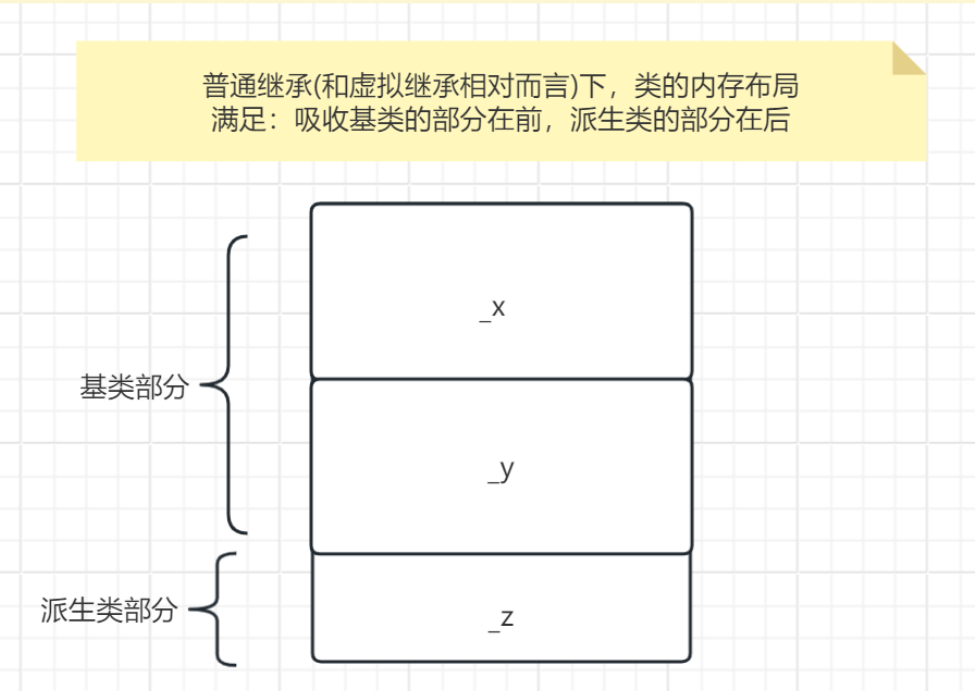 普通继承(和虚拟继承相对而言)下，类的内存布局
满足：吸收基类的部分在前，派生类的部分在后
_x
基类部分
_y
派生类部分
_z